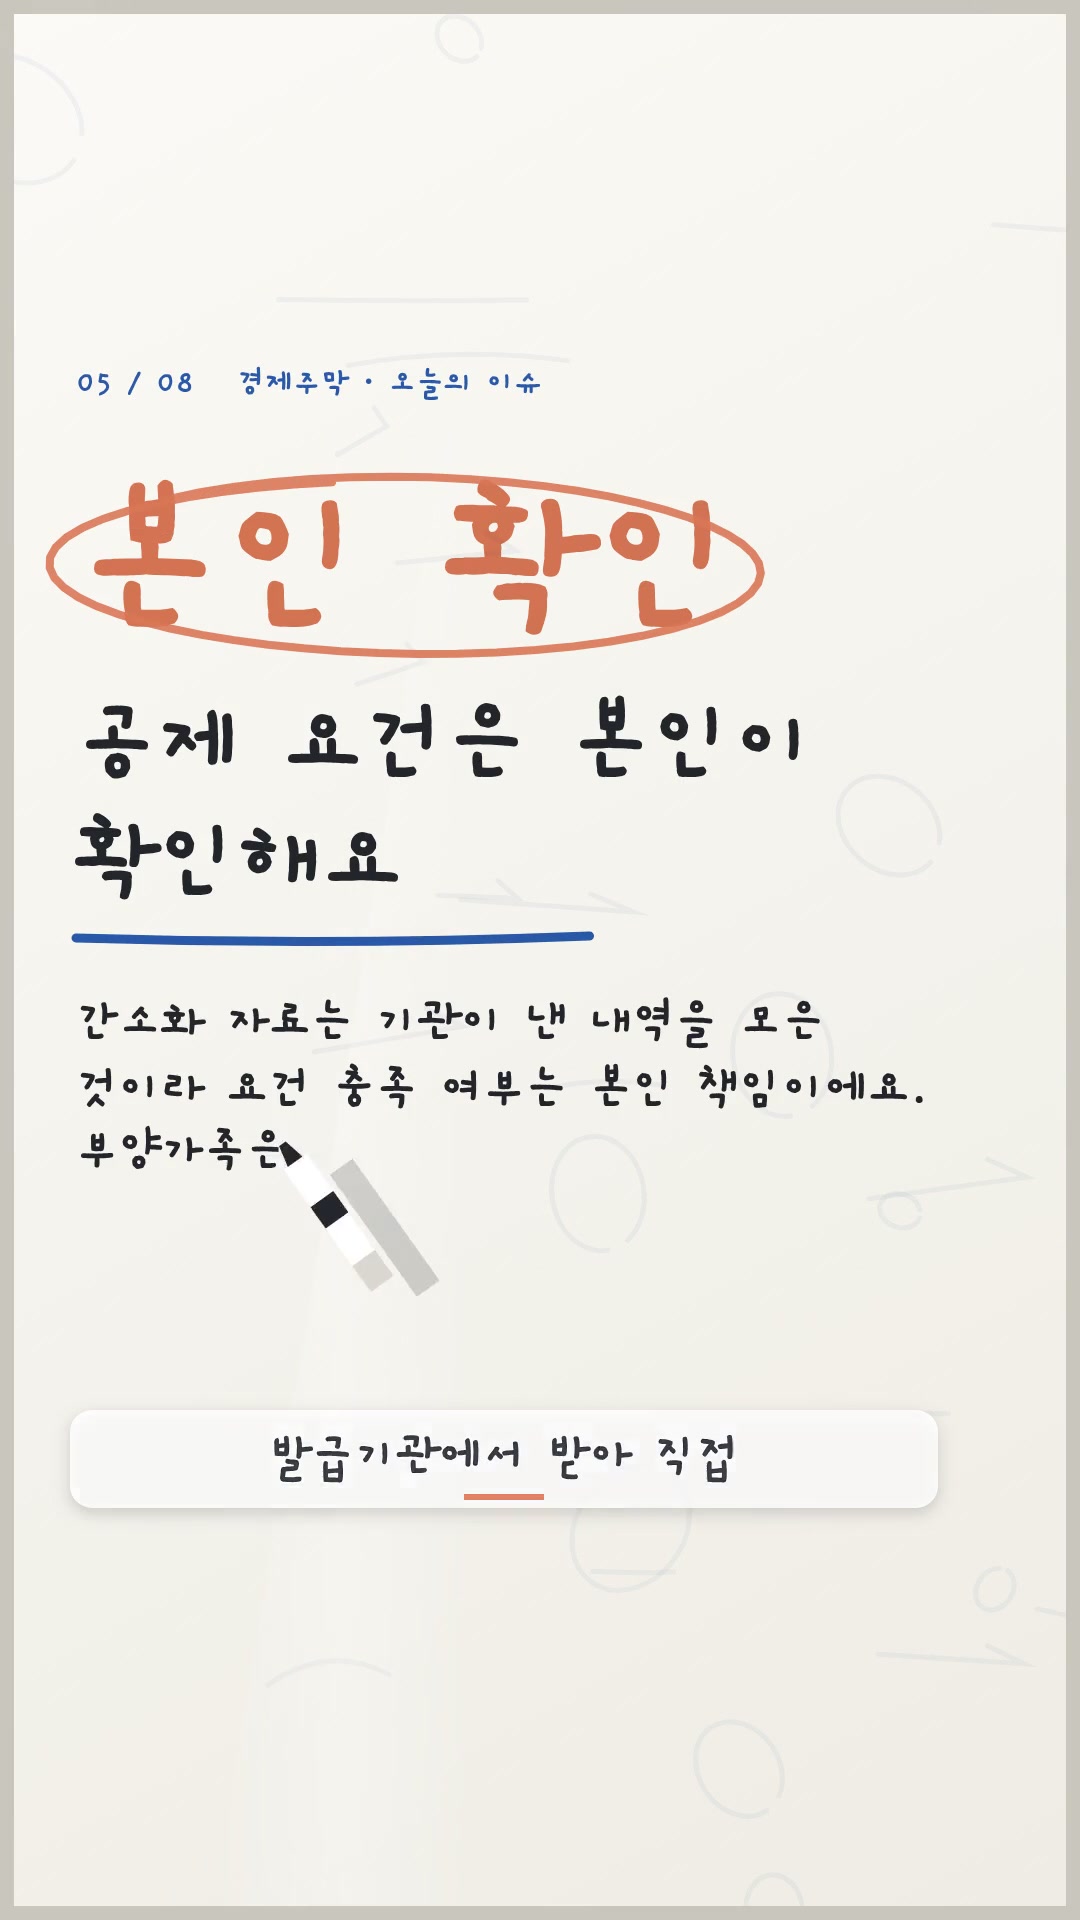 05 / 08 경제주막 · 오늘의 이슈
본인 확인
공제 요건은 본인이
확인해요
간소화 자료는 기관이 낸 내역을 모은
것이라 요건 충족 여부는 본인 책임이에요.
부양가족은
발급기관에서 받아 직접